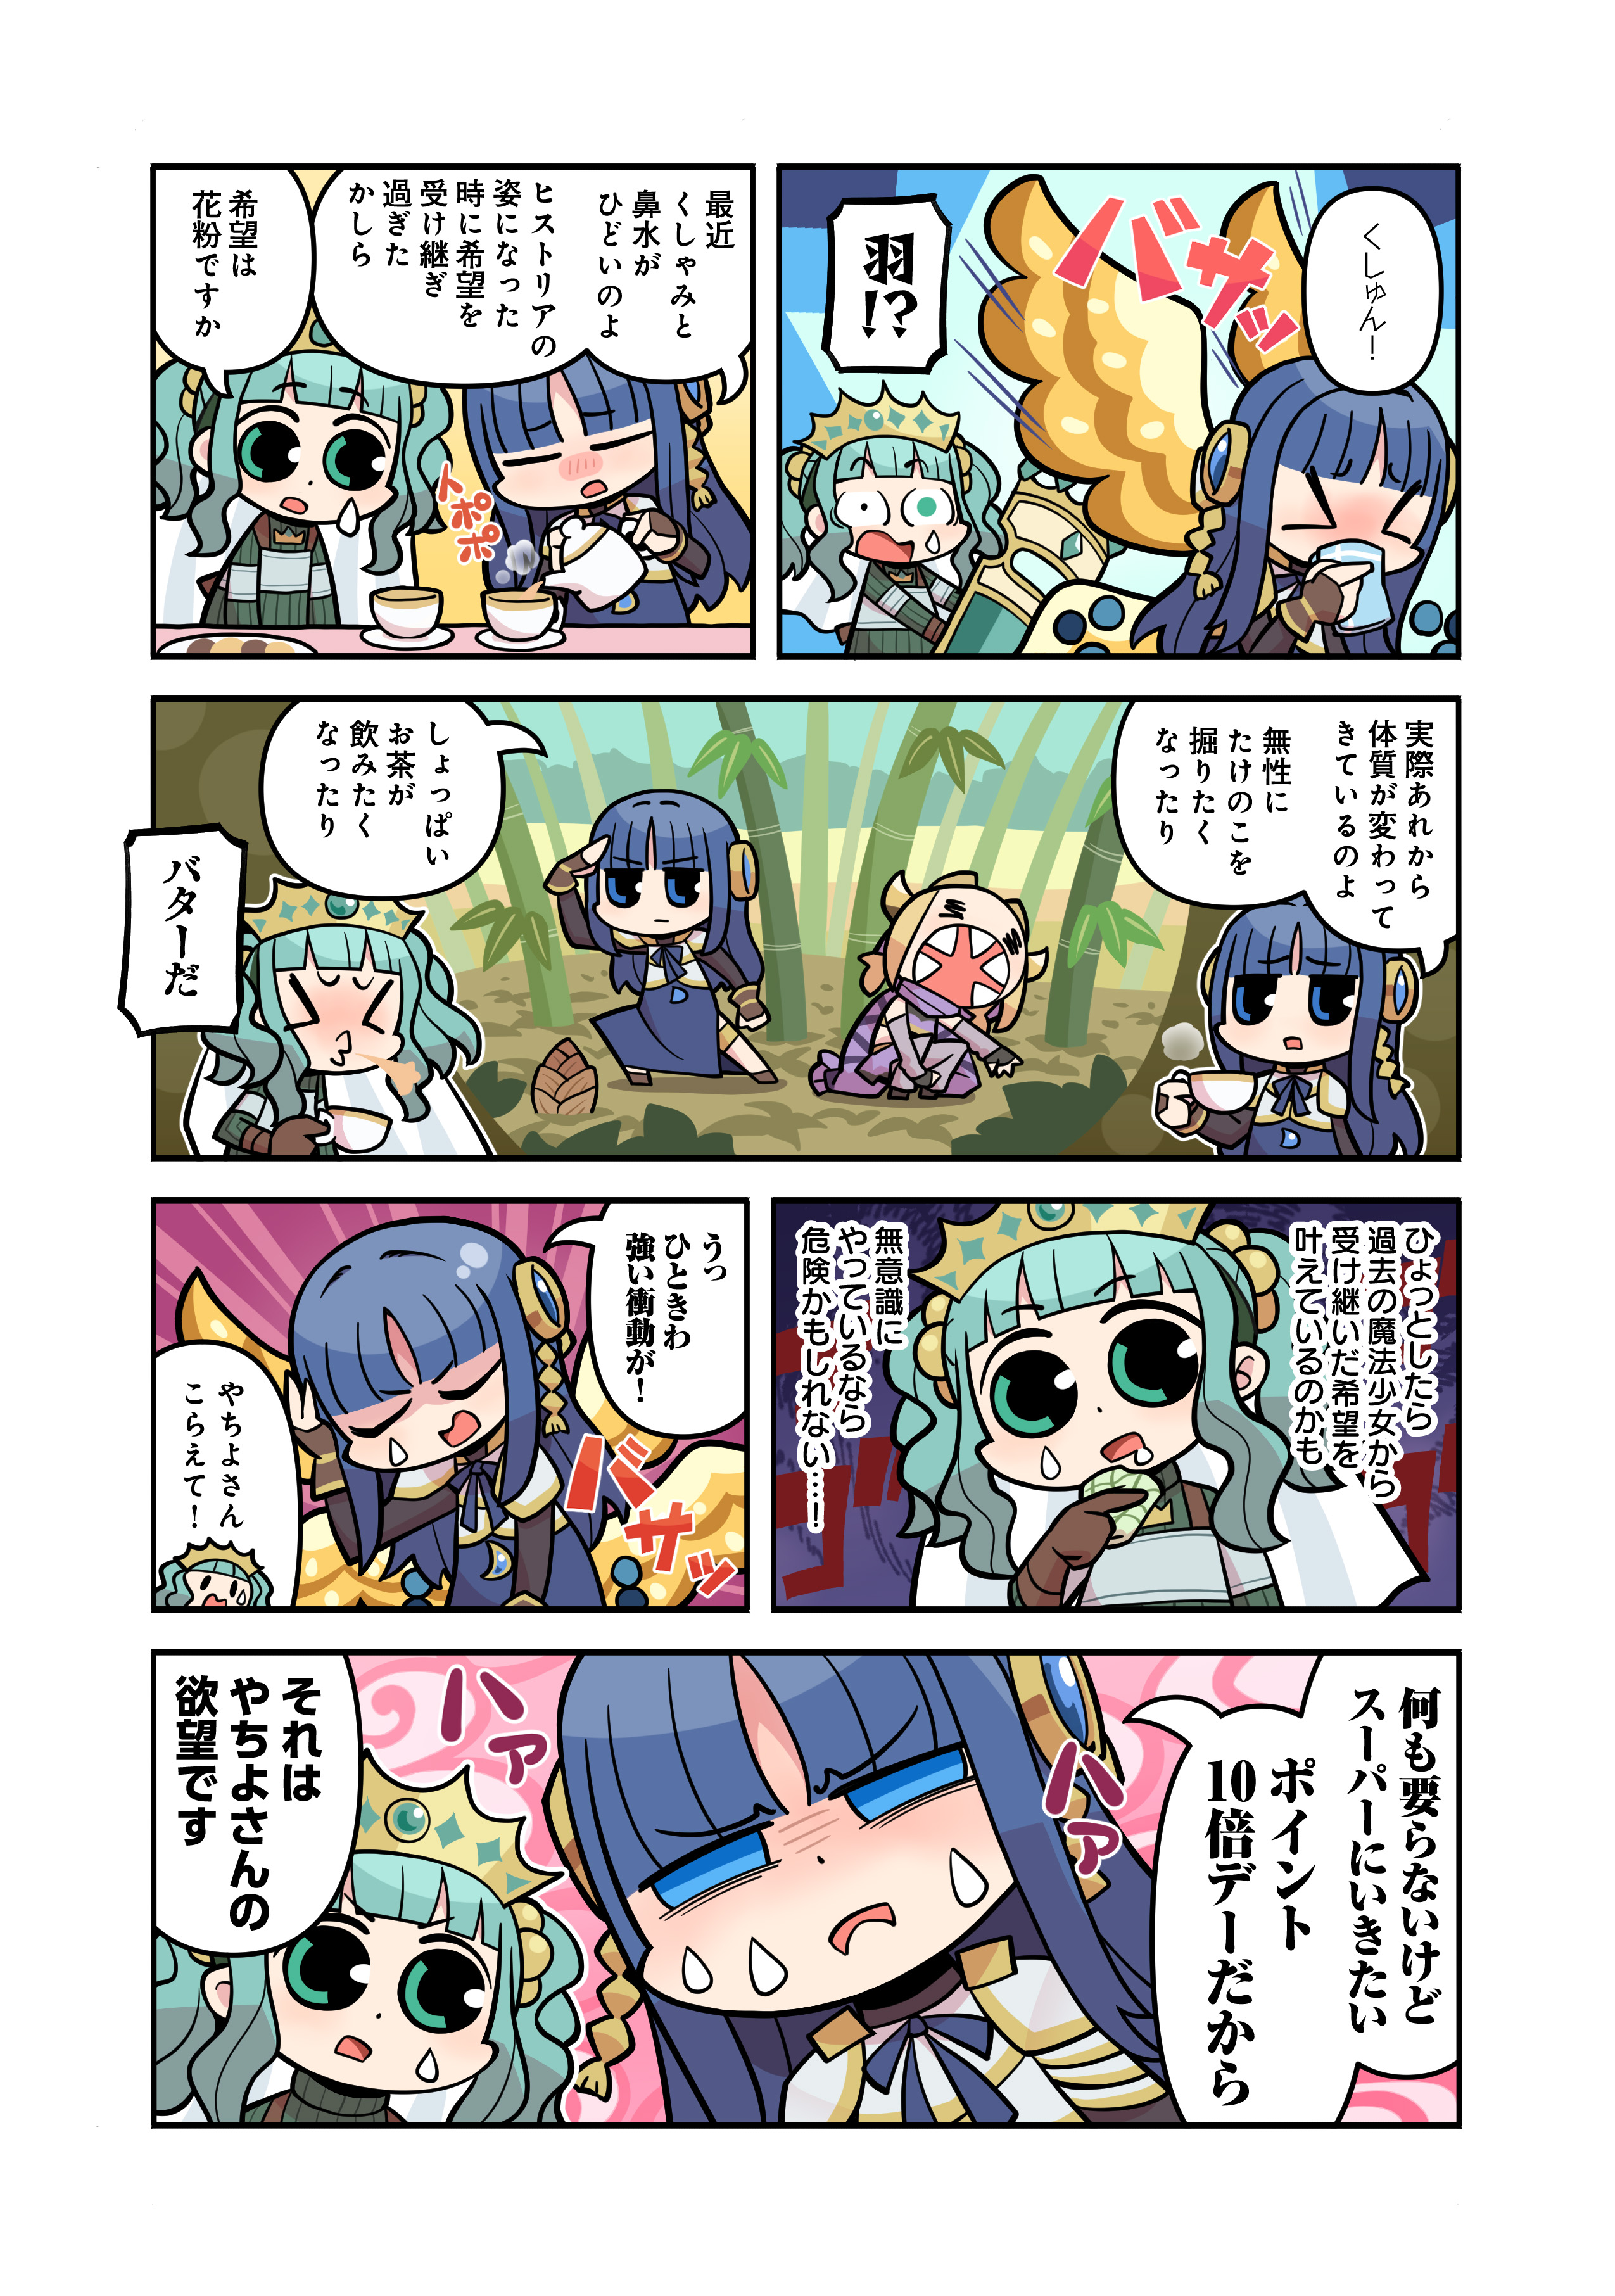 くしゅん！
バサッ
羽！？
最近
くしゃみと
鼻水が
ひどいのよ
ヒストリアの
姿になった
時に希望を
受け継ぎ
過ぎた
かしら
トポポポ
希望は
花粉ですか
実際あれから
体質が変わって
きているのよ
無性に
たけのこを
掘りたく
なったり
しょっぱい
お茶が
飲みたく
なったり
バターだ
ひょっとしたら
過去の魔法少女から
受け継いだ希望を
叶えているのかも
無意識に
やっているなら
危険かもしれない…！
ゴゴゴゴ
うっ
ひときわ
強い衝動が！
バサッ
やちよさん
こらえて！
何も要らないけど
スーパーにいきたい
ポイント
10倍デーだから
ハァ
ハァ
それは
やちよさんの
欲望です